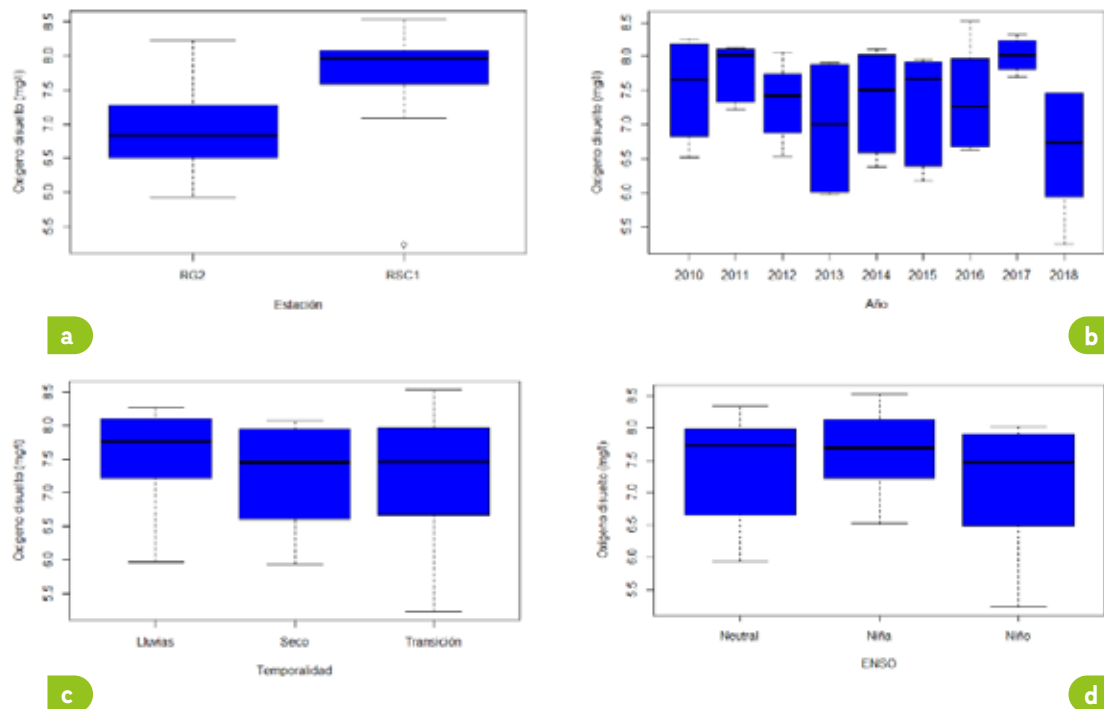 Oxígeno disuelto (mg/l)
8.5
8.0
7.5
7.0
6.5
6.0
5.5
RG2 RSC1
Estación
a
Oxígeno disuelto (mg/l)
8.5
8.0
7.5
7.0
6.5
6.0
5.5
2010 2011 2012 2013 2014 2015 2016 2017 2018
Año
b
Oxígeno disuelto (mg/l)
8.5
8.0
7.5
7.0
6.5
6.0
5.5
Lluvias Seco Transición
Temporalidad
c
Oxígeno disuelto (mg/l)
8.5
8.0
7.5
7.0
6.5
6.0
5.5
Neutral Niña Niño
ENSO
d